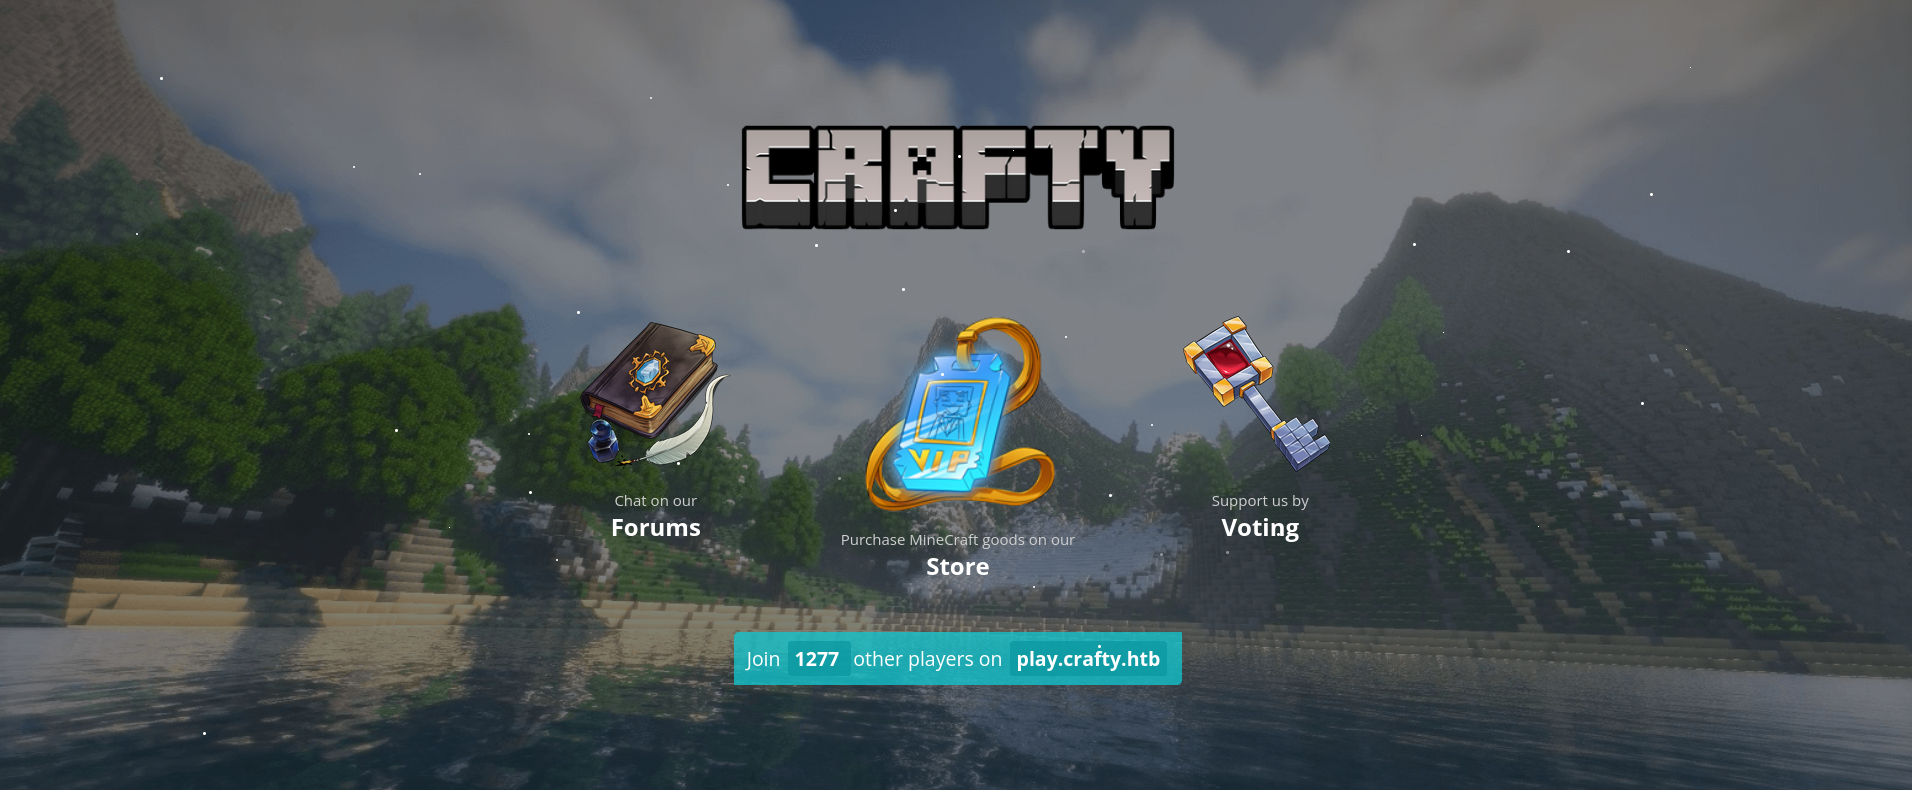 CRAFTY
VIP
Chat on our
Forums
Purchase MineCraft goods on our
Store
Support us by
Voting
Join 1277 other players on play.crafty.htb